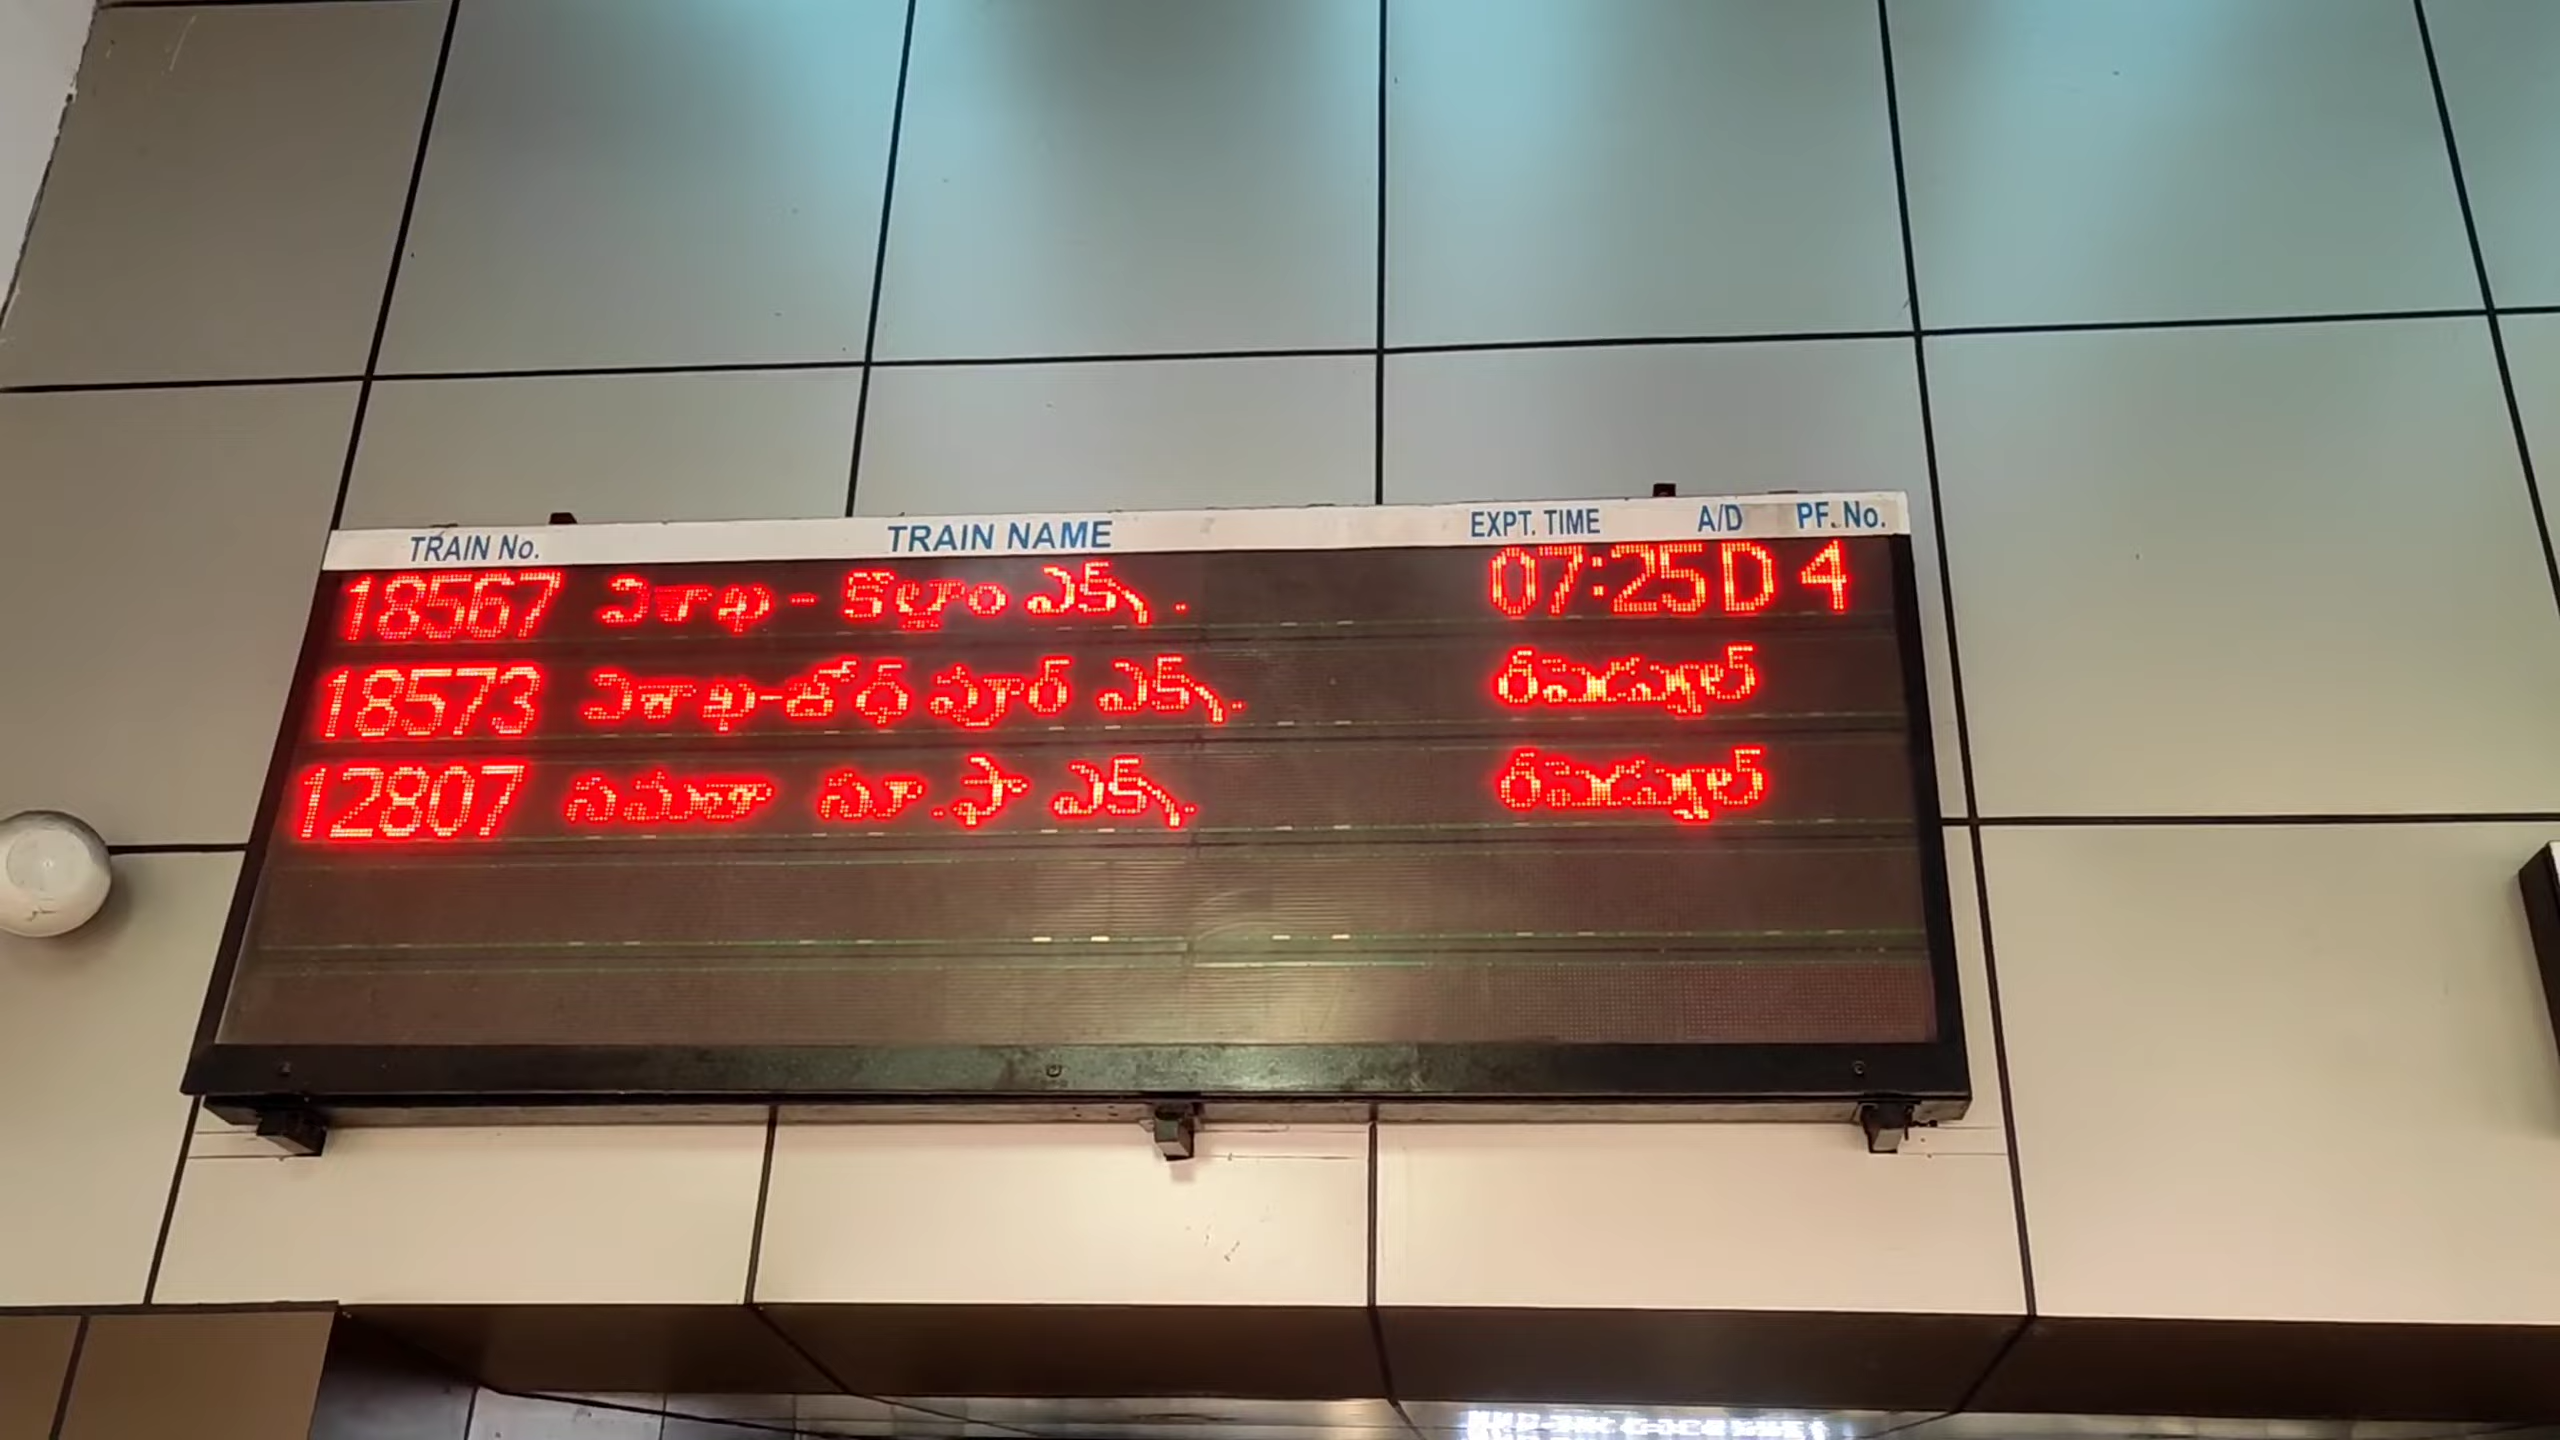 TRAIN No. TRAIN NAME EXPT. TIME A/D PF. No.
18567 విశాఖ - కొల్లాం ఎక్స్. 07:25 D 4
18573 విశాఖ-జోధ్ పూర్ ఎక్స్. రీషెడ్యూల్
12807 సమతా సూ.ఫా ఎక్స్. రీషెడ్యూల్